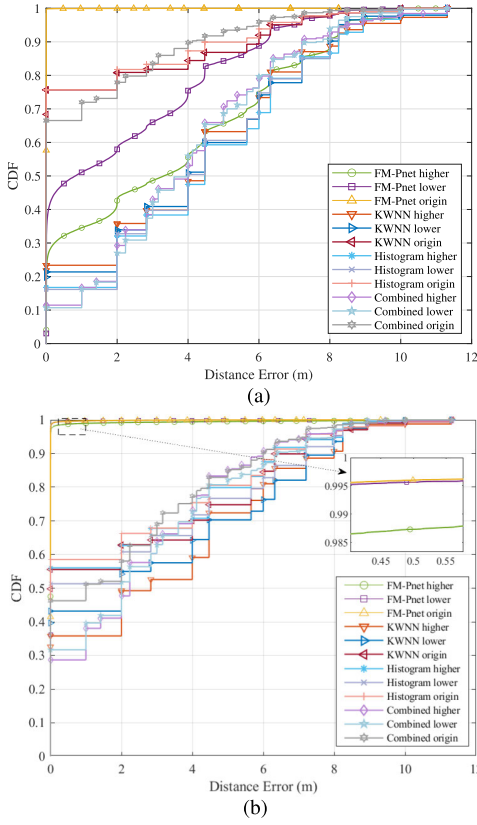 1
0.9
0.8
0.7
0.6
0.5
0.4
0.3
0.2
0.1
0
CDF
0 2 4 6 8 10 12
Distance Error (m)
FM-Pnet higher
FM-Pnet lower
FM-Pnet origin
KWNN higher
KWNN lower
KWNN origin
Histogram higher
Histogram lower
Histogram origin
Combined higher
Combined lower
Combined origin
(a)
1
0.9
0.8
0.7
0.6
0.5
0.4
0.3
0.2
0.1
0
CDF
0 2 4 6 8 10 12
Distance Error (m)
0.995
0.99
0.985
0.45 0.5 0.55
FM-Pnet higher
FM-Pnet lower
FM-Pnet origin
KWNN higher
KWNN lower
KWNN origin
Histogram higher
Histogram lower
Histogram origin
Combined higher
Combined lower
Combined origin
(b)